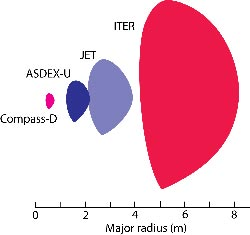 ITER
JET
ASDEX-U
Compass-D
0 2 4 6 8
Major radius (m)